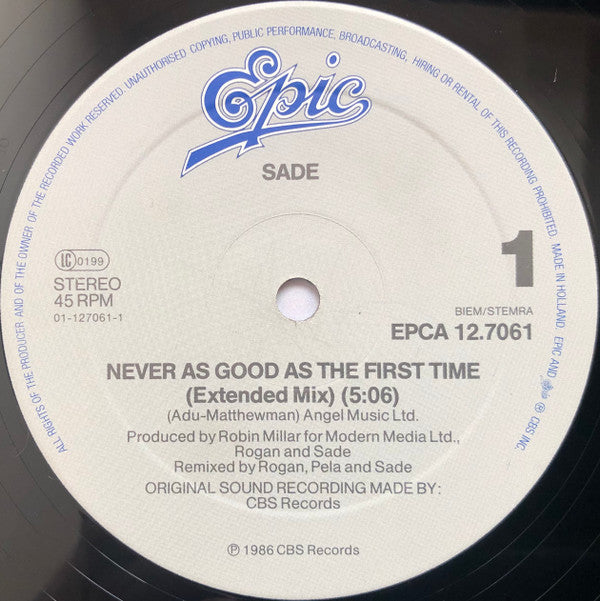 ALL RIGHTS OF THE PRODUCER AND OF THE OWNER OF THE RECORDED WORK RESERVED. UNAUTHORISED COPYING, PUBLIC PERFORMANCE, BROADCASTING, HIRING OR RENTAL OF THIS RECORDING PROHIBITED. MADE IN HOLLAND. EPIC AND ℗ CBS INC.
Epic
SADE
LC 0199
STEREO
45 RPM
01-127061-1
1
BIEM/STEMRA
EPCA 12.7061
NEVER AS GOOD AS THE FIRST TIME
(Extended Mix) (5:06)
(Adu-Matthewman) Angel Music Ltd.
Produced by Robin Millar for Modern Media Ltd.,
Rogan and Sade
Remixed by Rogan, Pela and Sade
ORIGINAL SOUND RECORDING MADE BY:
CBS Records
℗ 1986 CBS Records